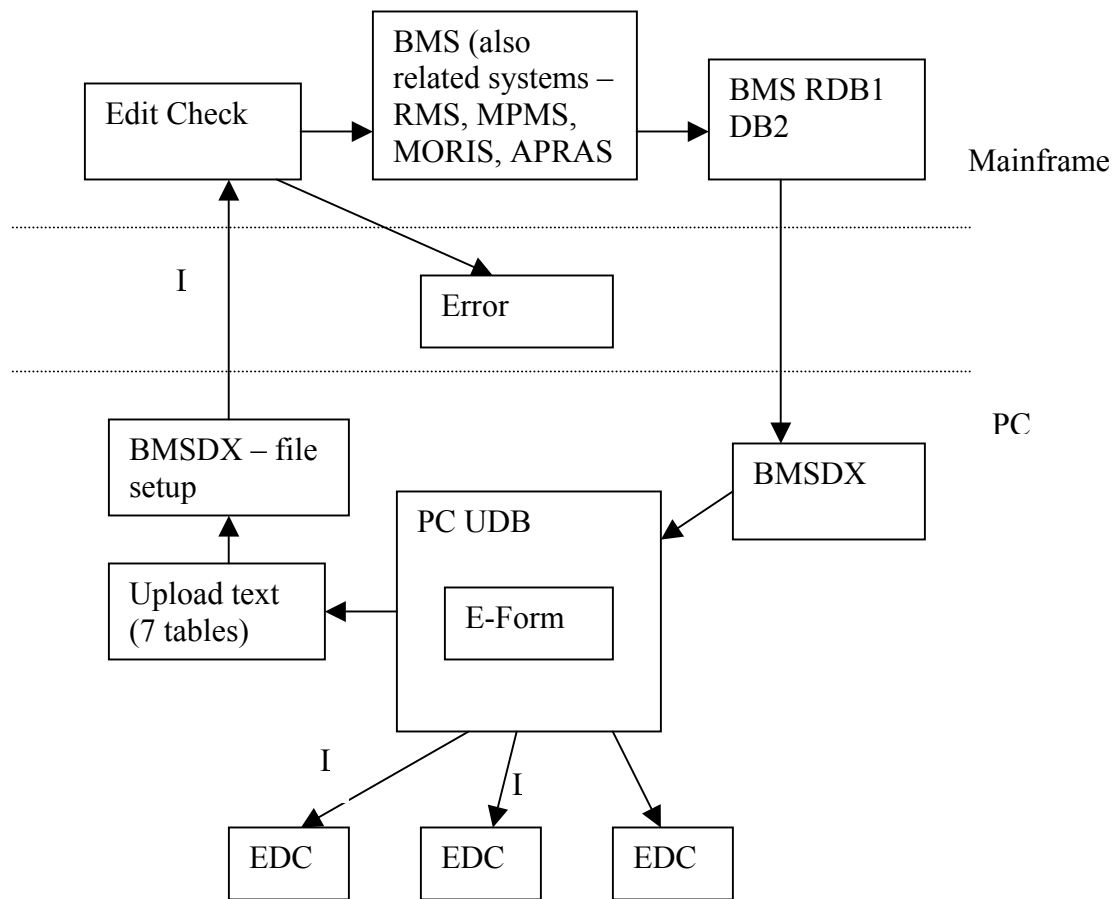 BMS (also
related systems –
RMS, MPMS,
MORIS, APRAS
Edit Check
BMS RDB1
DB2
Mainframe
I
Error
PC
BMSDX – file
setup
BMSDX
PC UDB
Upload text
(7 tables)
E-Form
I
I
EDC
EDC
EDC